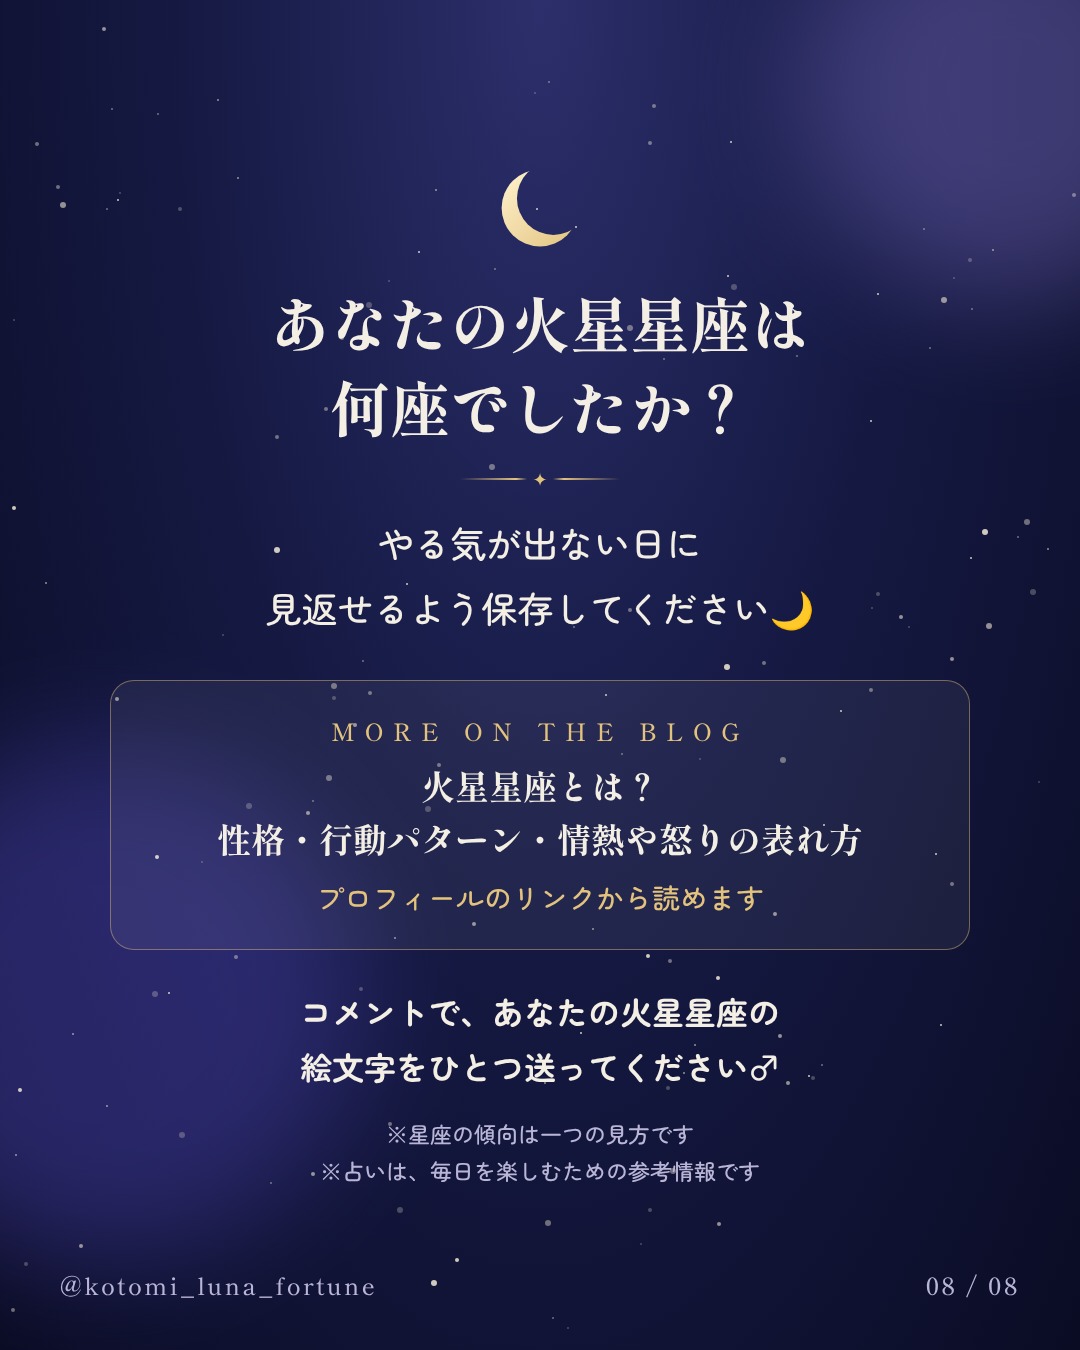 あなたの火星星座は
何座でしたか？
やる気が出ない日に
見返せるよう保存してください🌙
MORE ON THE BLOG
火星星座とは？
性格・行動パターン・情熱や怒りの表れ方
プロフィールのリンクから読めます
コメントで、あなたの火星星座の
絵文字をひとつ送ってください♂
※星座の傾向は一つの見方です
※占いは、毎日を楽しむための参考情報です
@kotomi_luna_fortune
08 / 08